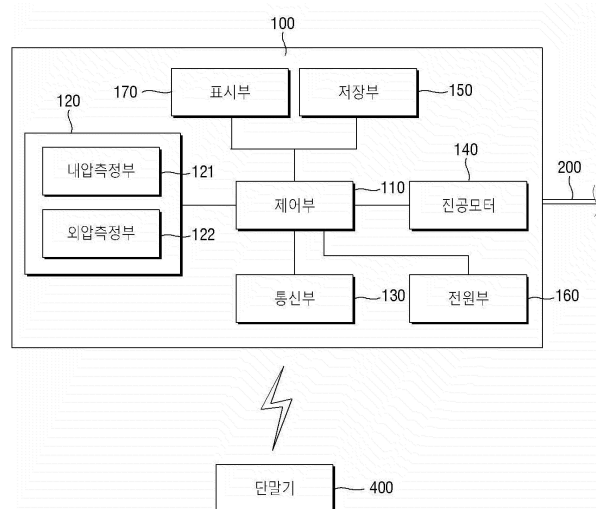 100
170 표시부 저장부 150
120
140
200
내압측정부 121
110
제어부 진공모터
외압측정부 122
통신부 130 전원부 160
단말기 400